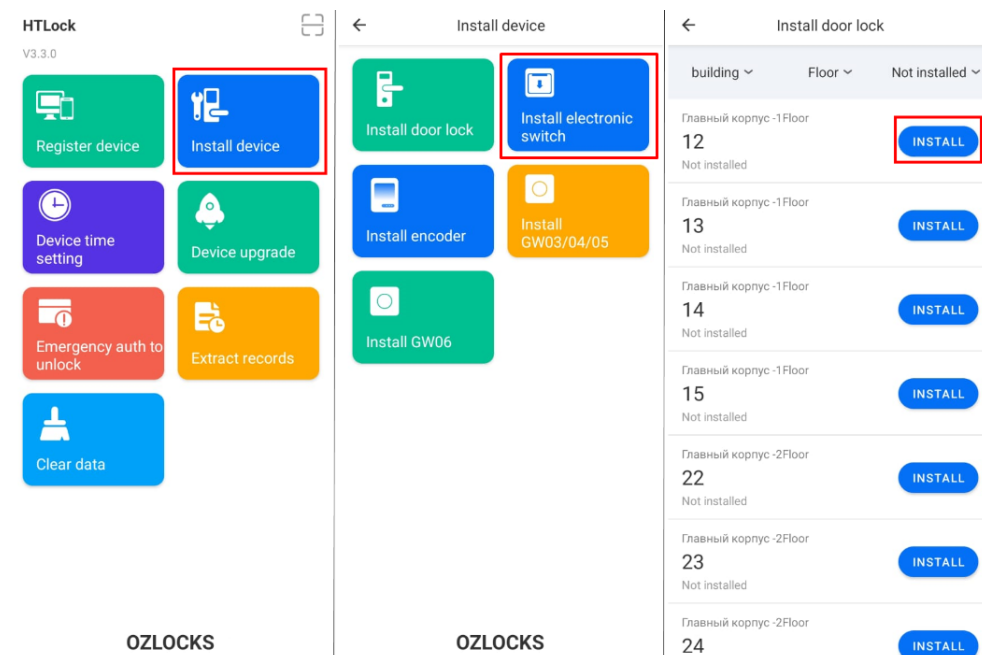 HTLock
V3.3.0
Register device
Install device
Device time
setting
Device upgrade
Emergency auth to
unlock
Extract records
Clear data
OZLOCKS
Install device
Install door lock
Install electronic
switch
Install encoder
Install
GW03/04/05
Install GW06
OZLOCKS
Install door lock
building
Floor
Not installed
Главный корпус -1Floor
12
Not installed
INSTALL
Главный корпус -1Floor
13
Not installed
INSTALL
Главный корпус -1Floor
14
Not installed
INSTALL
Главный корпус -1Floor
15
Not installed
INSTALL
Главный корпус -2Floor
22
Not installed
INSTALL
Главный корпус -2Floor
23
Not installed
INSTALL
Главный корпус -2Floor
24
INSTALL